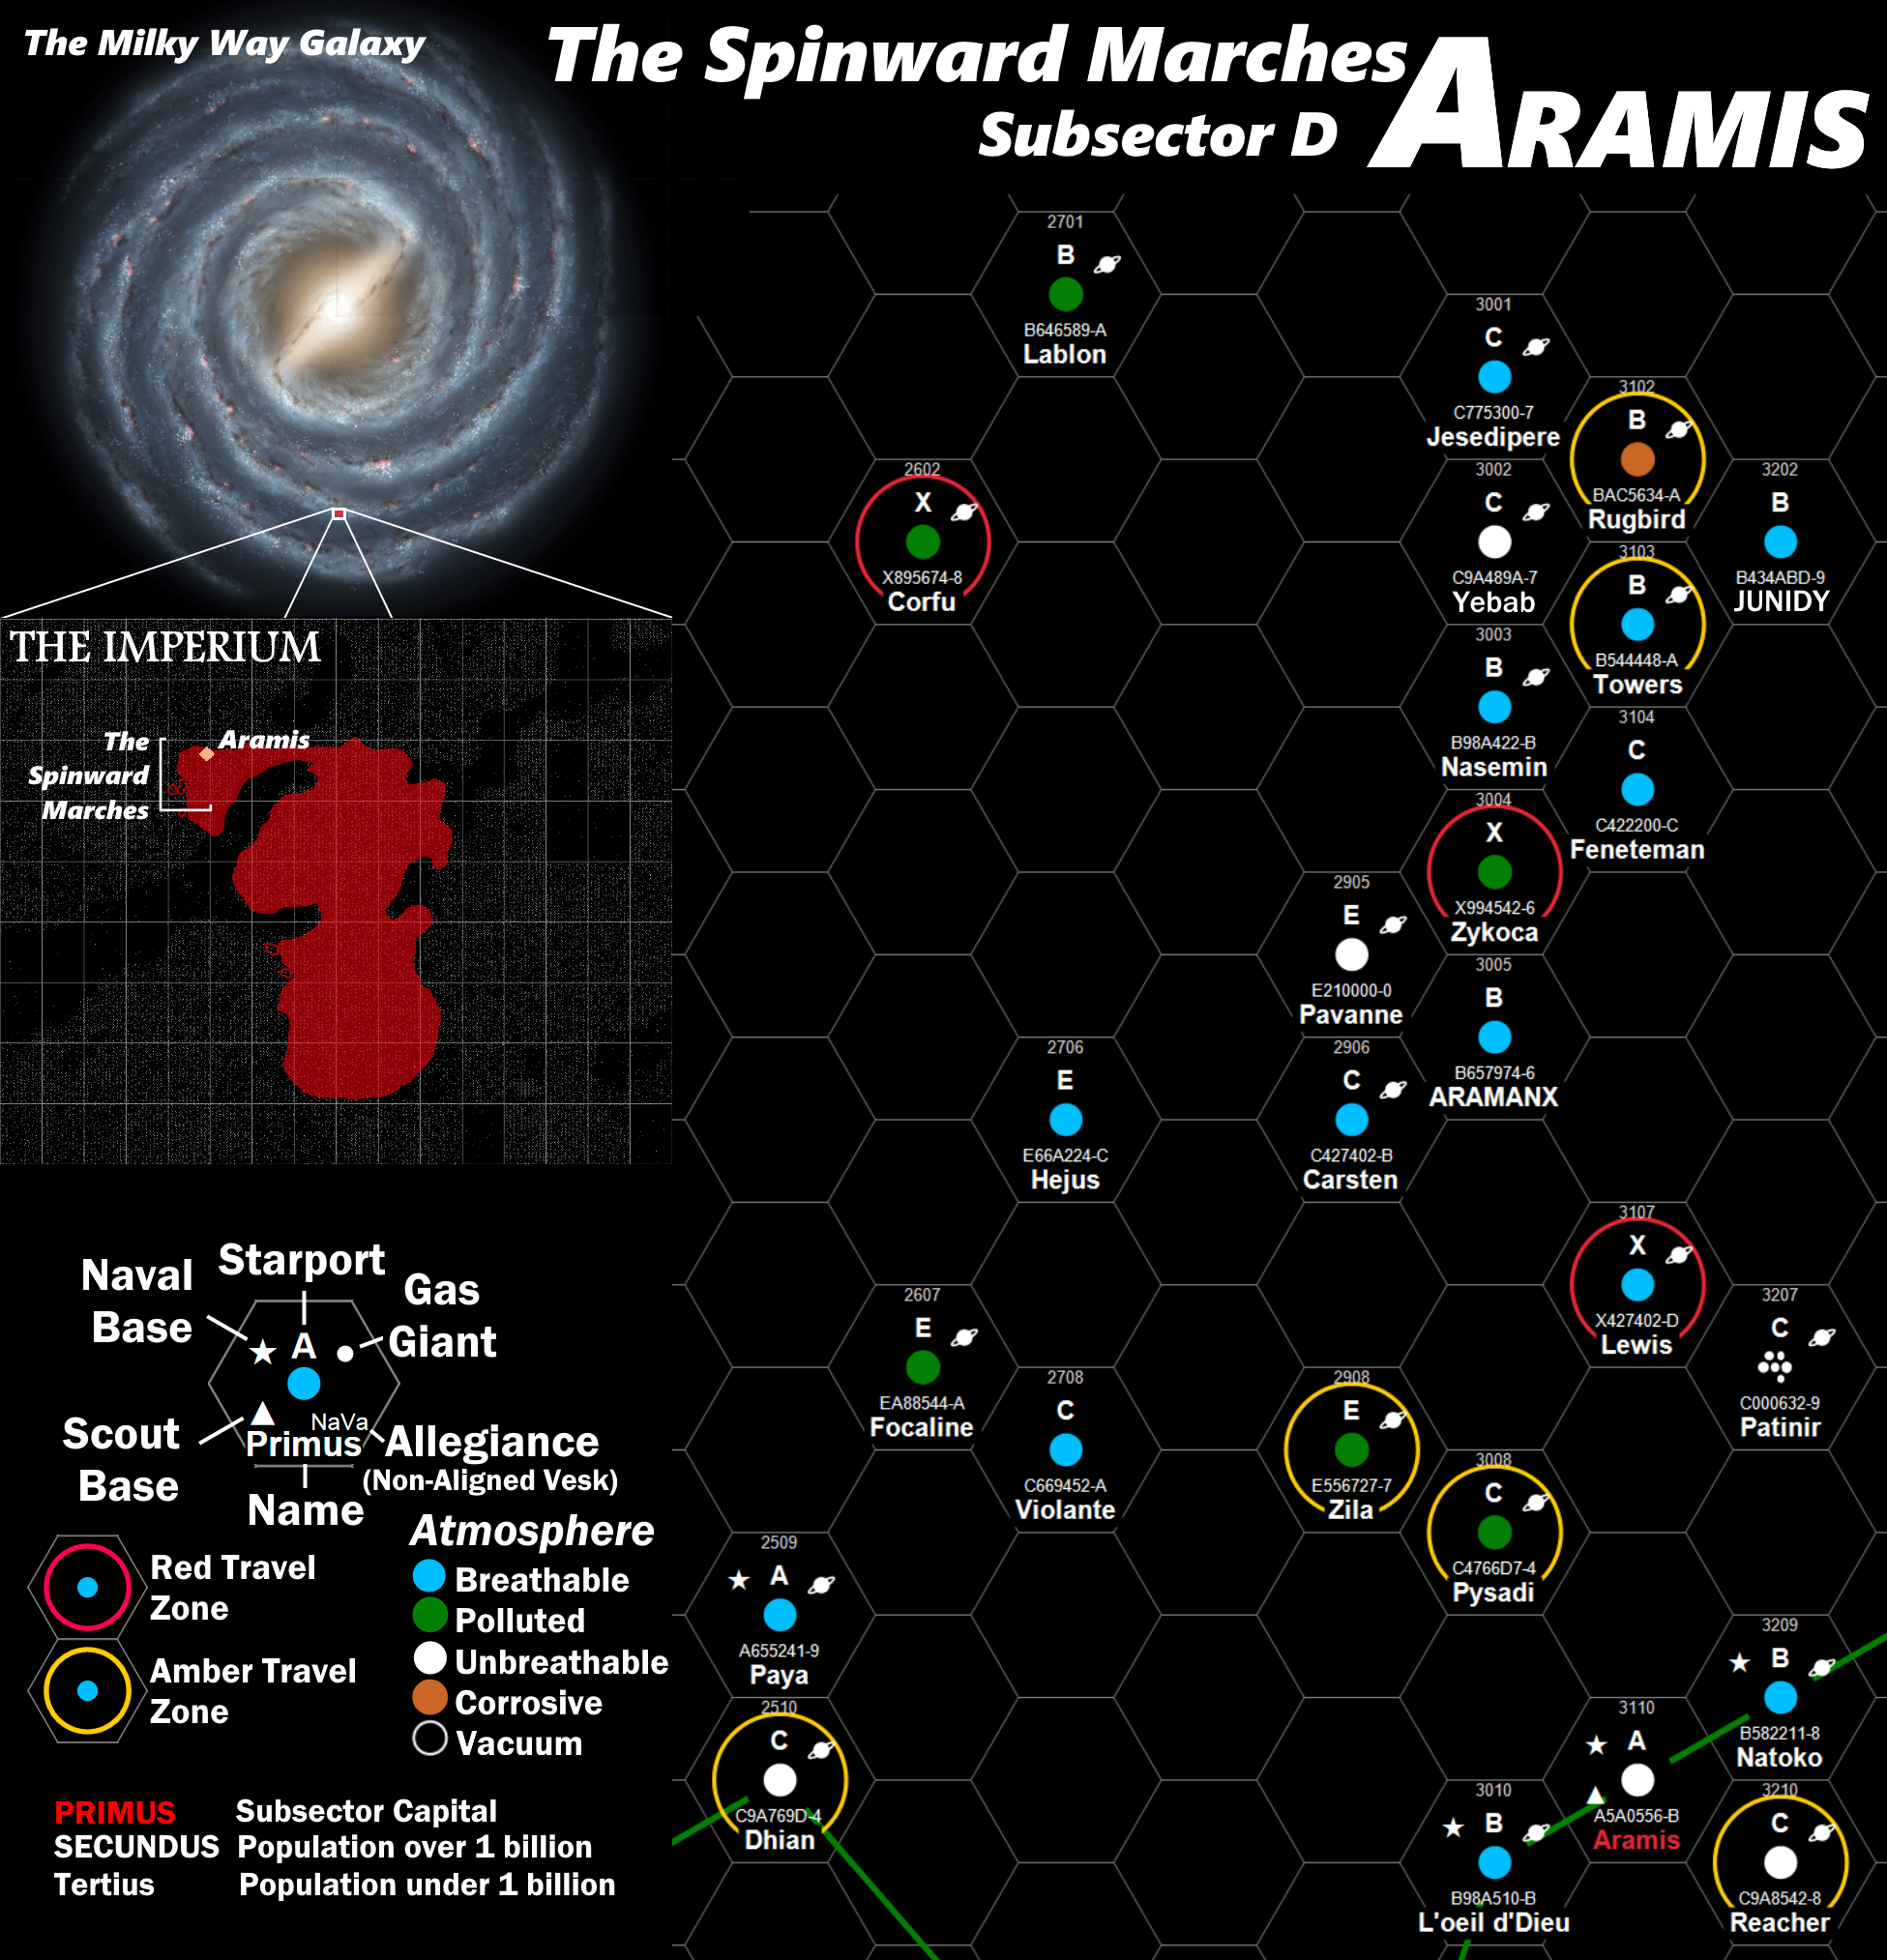 The Milky Way Galaxy
The Spinward Marches
Subsector D
ARAMIS
THE IMPERIUM
The
Spinward
Marches
Aramis
Naval
Base
Starport
Gas
Giant
A
Scout
Base
NaVa
Primus
Allegiance
(Non-Aligned Vesk)
Name
Red Travel
Zone
Amber Travel
Zone
Atmosphere
Breathable
Polluted
Unbreathable
Corrosive
Vacuum
PRIMUS Subsector Capital
SECUNDUS Population over 1 billion
Tertius Population under 1 billion
2701
B
B646589-A
Lablon
3001
C
C775300-7
Jesedipere
3102
B
BAC5634-A
Rugbird
2602
X
X895674-8
Corfu
3002
C
C9A489A-7
Yebab
3202
B
B434ABD-9
JUNIDY
3103
B
B544448-A
Towers
3003
B
B98A422-B
Nasemin
3104
C
C422200-C
Feneteman
3004
X
X994542-6
Zykoca
2905
E
E210000-0
Pavanne
3005
B
B657974-6
ARAMANX
2706
E
E66A224-C
Hejus
2906
C
C427402-B
Carsten
3107
X
X427402-D
Lewis
2607
E
EA88544-A
Focaline
3207
C
C000632-9
Patinir
2708
C
C669452-A
Violante
2908
E
E556727-7
Zila
3008
C
C4766D7-4
Pysadi
2509
A
A655241-9
Paya
3209
B
B582211-8
Natoko
2510
C
C9A769D-4
Dhian
3110
A
A5A0556-B
Aramis
3010
B
B98A510-B
L'oeil d'Dieu
3210
C
C9A8542-8
Reacher